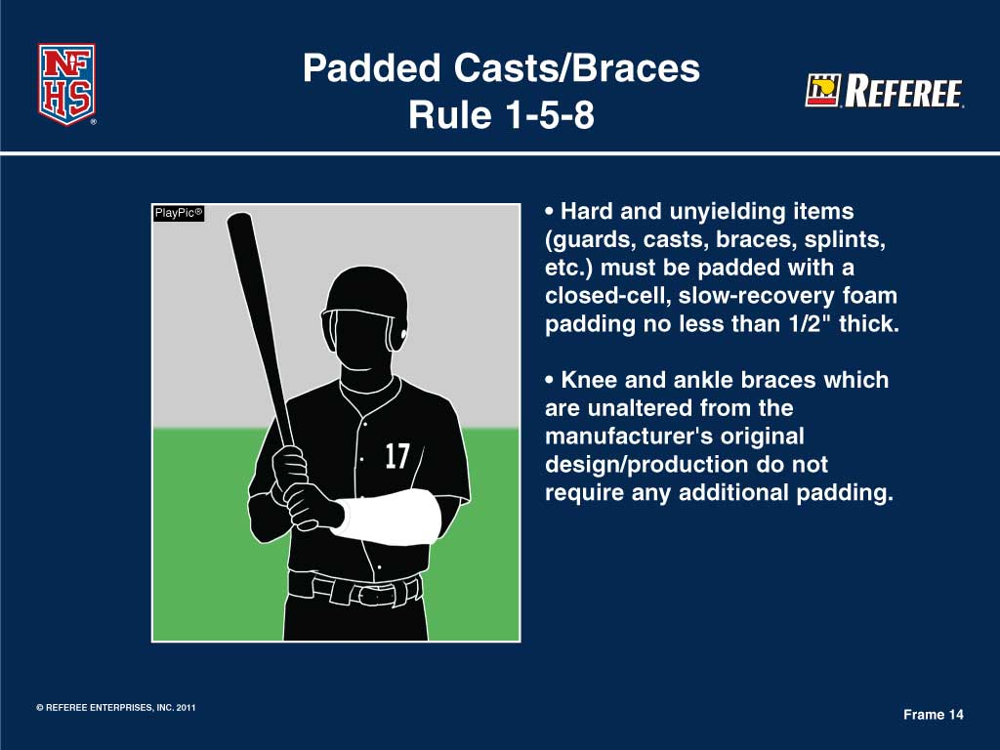 NF
HS
®
Padded Casts/Braces
Rule 1-5-8
REFEREE
PlayPic®
17
• Hard and unyielding items
(guards, casts, braces, splints,
etc.) must be padded with a
closed-cell, slow-recovery foam
padding no less than 1/2" thick.
• Knee and ankle braces which
are unaltered from the
manufacturer's original
design/production do not
require any additional padding.
© REFEREE ENTERPRISES, INC. 2011
Frame 14